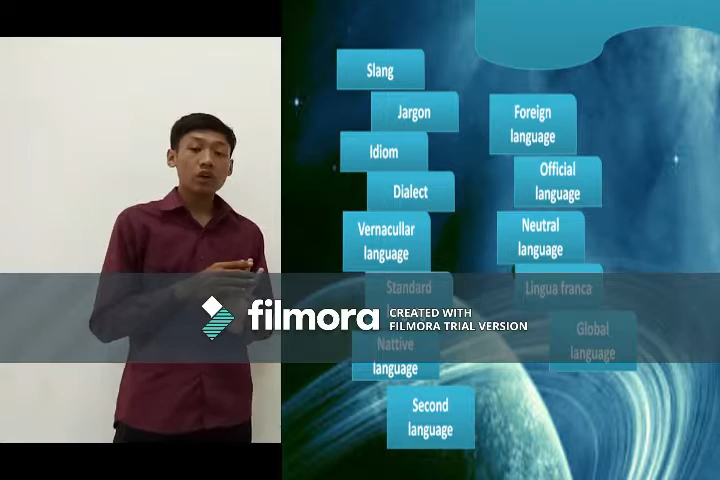 Slang
Jargon
Idiom
Dialect
Vernacullar
language
Standard
Nattive
language
Second
language
Foreign
language
Official
language
Neutral
language
Lingua franca
Global
language
filmora
CREATED WITH
FILMORA TRIAL VERSION